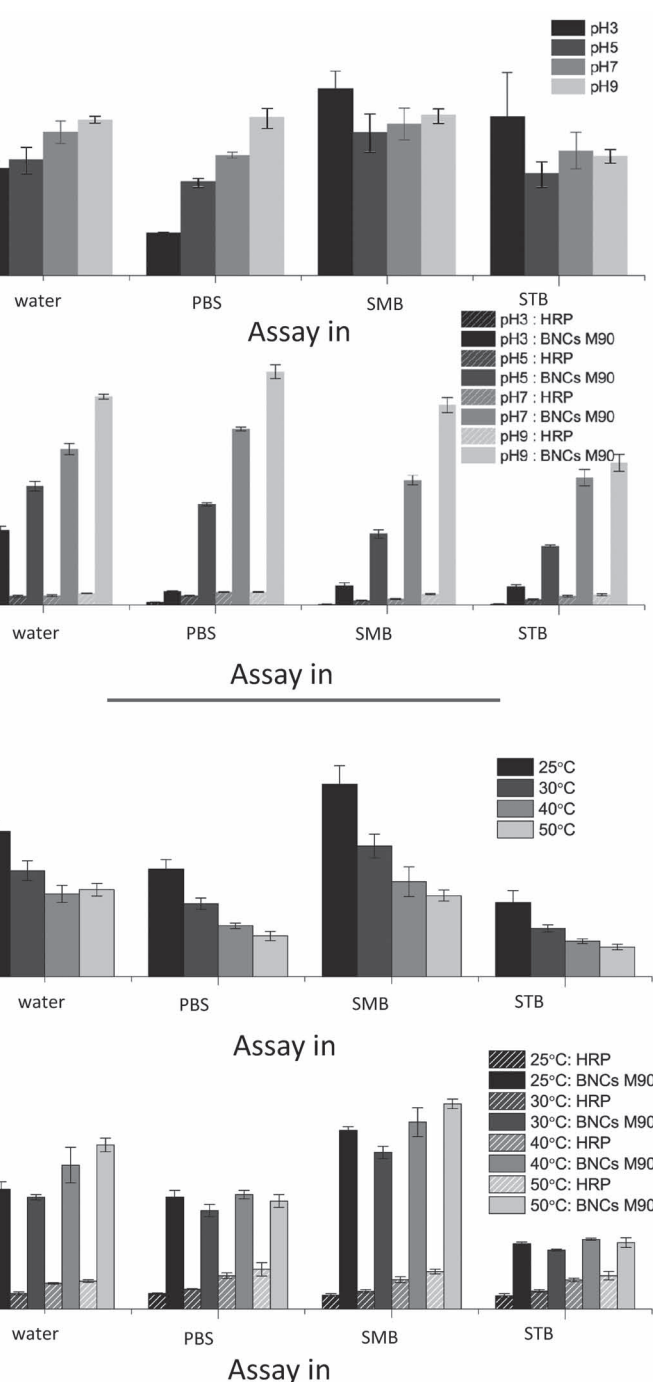 pH3
pH5
pH7
pH9
water PBS SMB STB
Assay in
pH3 : HRP
pH3 : BNCs M90
pH5 : HRP
pH5 : BNCs M90
pH7 : HRP
pH7 : BNCs M90
pH9 : HRP
pH9 : BNCs M90
water PBS SMB STB
Assay in
25°C
30°C
40°C
50°C
water PBS SMB STB
Assay in
25°C: HRP
25°C: BNCs M90
30°C: HRP
30°C: BNCs M90
40°C: HRP
40°C: BNCs M90
50°C: HRP
50°C: BNCs M90
water PBS SMB STB
Assay in